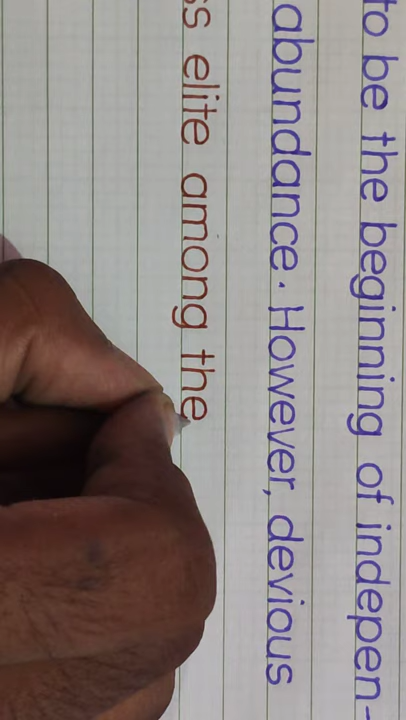 to be the beginning of indepen-
abundance. However, devious
elite among the